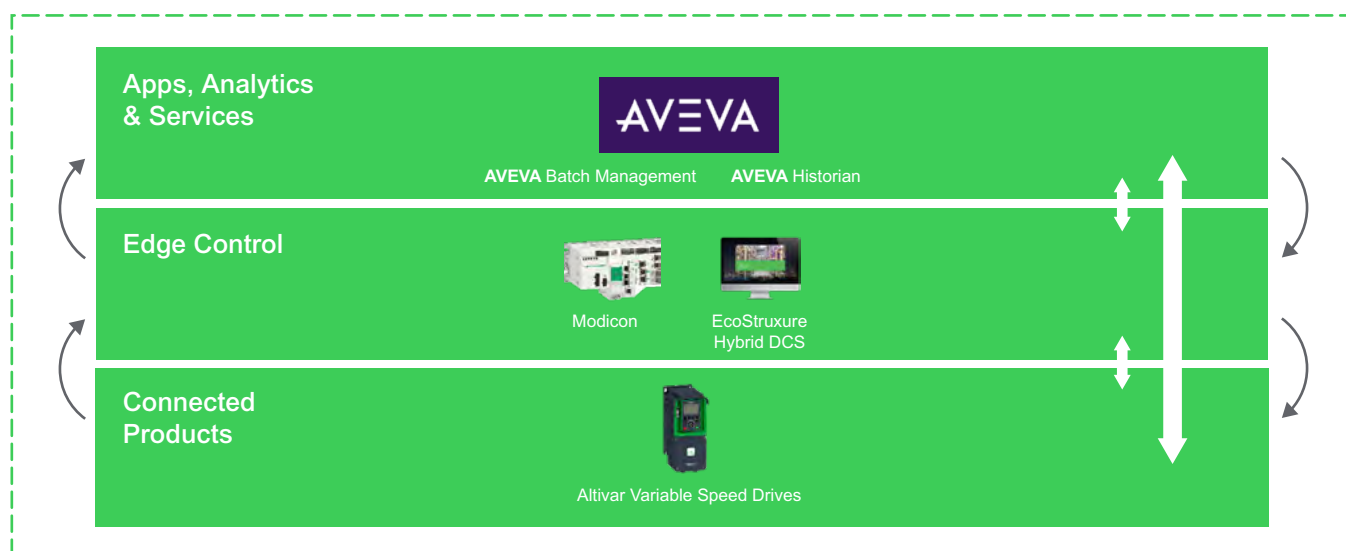 Apps, Analytics
& Services
AVEVA
AVEVA Batch Management
AVEVA Historian
Edge Control
Modicon
EcoStruxure
Hybrid DCS
Connected
Products
Altivar Variable Speed Drives